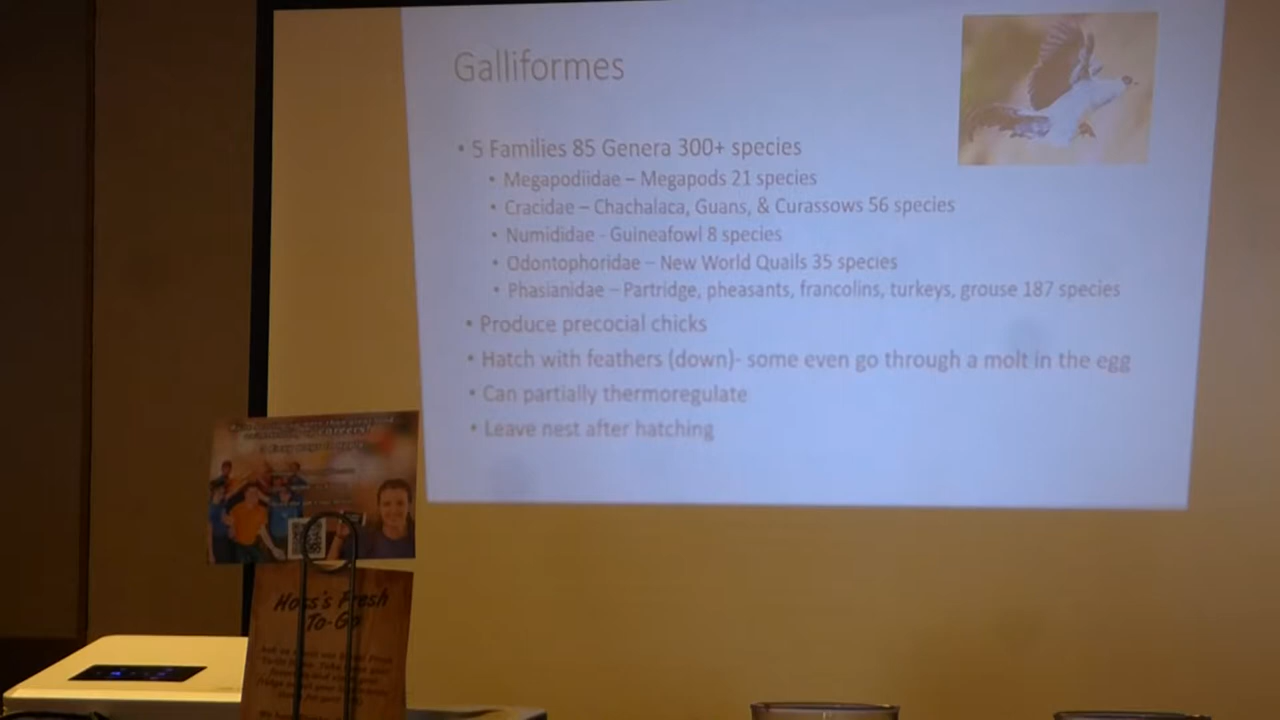 Galliformes
• 5 Families 85 Genera 300+ species
• Megapodiidae – Megapods 21 species
• Cracidae – Chachalaca, Guans, & Curassows 56 species
• Numididae - Guineafowl 8 species
• Odontophoridae – New World Quails 35 species
• Phasianidae – Partridge, pheasants, francolins, turkeys, grouse 187 species
• Produce precocial chicks
• Hatch with feathers (down)- some even go through a molt in the egg
• Can partially thermoregulate
• Leave nest after hatching
careers!
Hoss's Fresh
To-Go